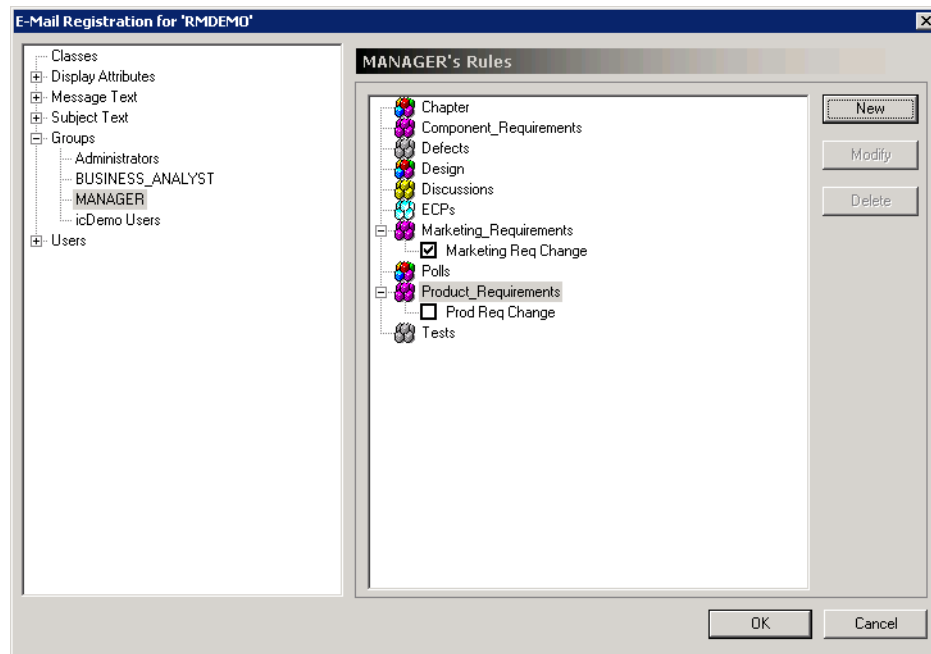 E-Mail Registration for 'RMDEMO'
Classes
Display Attributes
Message Text
Subject Text
Groups
Administrators
BUSINESS_ANALYST
MANAGER
icDemo Users
Users
MANAGER's Rules
Chapter
Component_Requirements
Defects
Design
Discussions
ECPs
Marketing_Requirements
Marketing Req Change
Polls
Product_Requirements
Prod Req Change
Tests
New
Modify
Delete
OK
Cancel